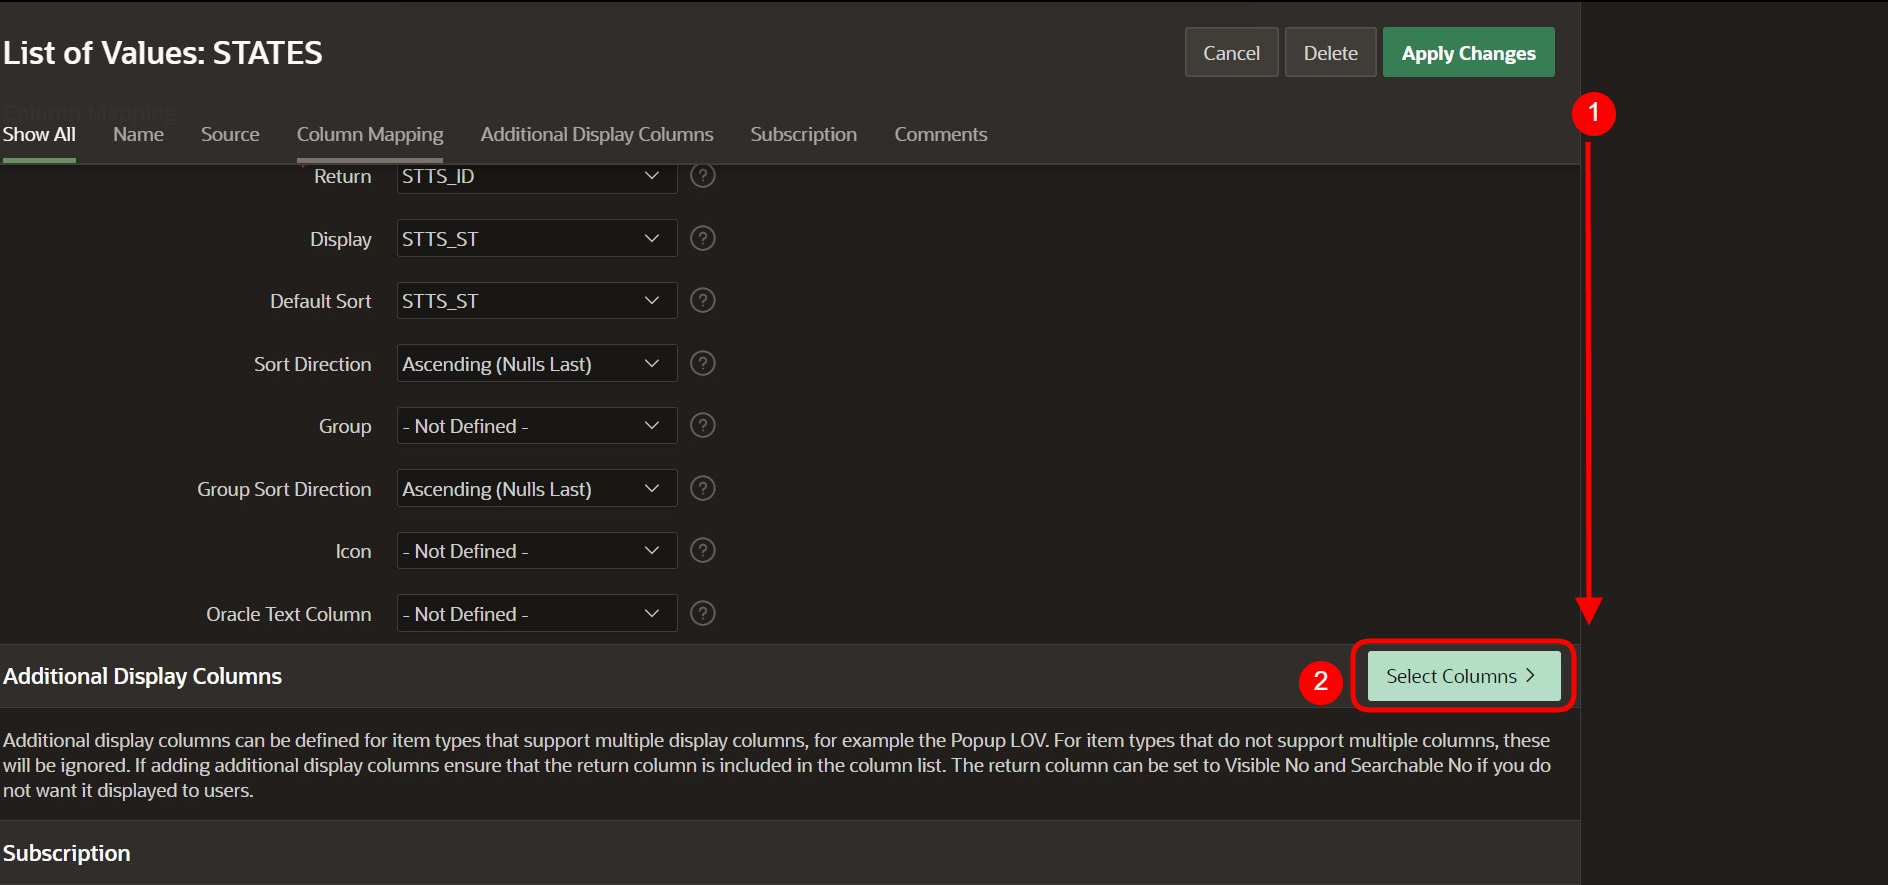 List of Values: STATES
Cancel
Delete
Apply Changes
Column Mapping
Show All
Name
Source
Column Mapping
Additional Display Columns
Subscription
Comments
1
Return
STTS_ID
?
Display
STTS_ST
?
Default Sort
STTS_ST
?
Sort Direction
Ascending (Nulls Last)
?
Group
- Not Defined -
?
Group Sort Direction
Ascending (Nulls Last)
?
Icon
- Not Defined -
?
Oracle Text Column
- Not Defined -
?
Additional Display Columns
2
Select Columns >
Additional display columns can be defined for item types that support multiple display columns, for example the Popup LOV. For item types that do not support multiple columns, these
will be ignored. If adding additional display columns ensure that the return column is included in the column list. The return column can be set to Visible No and Searchable No if you do
not want it displayed to users.
Subscription